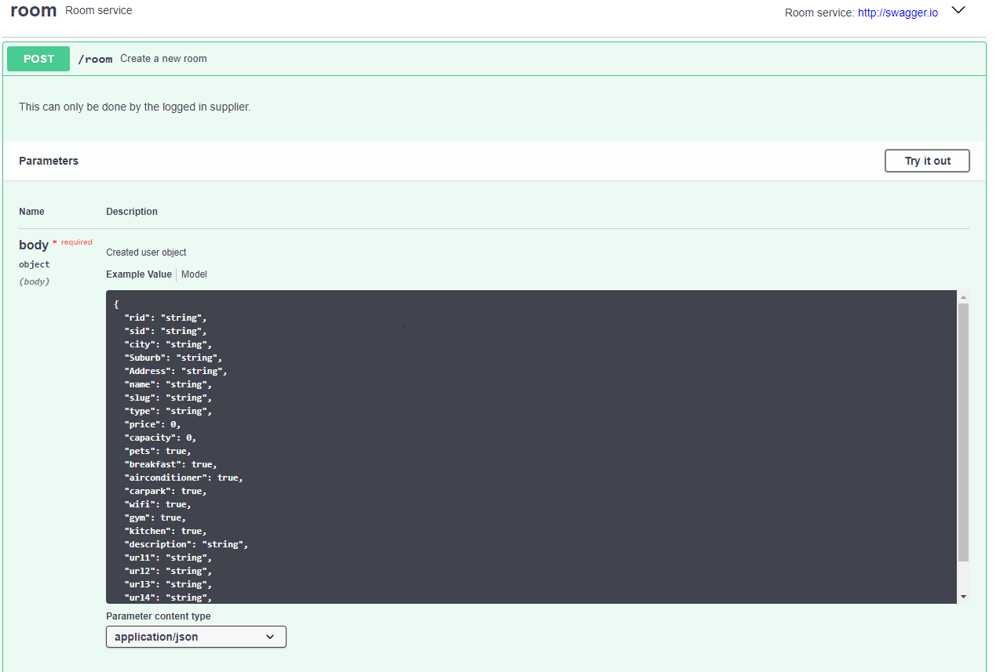 room Room service Room service: http://swagger.io
POST /room Create a new room
This can only be done by the logged in supplier.
Parameters Try it out
Name Description
body * required
Created user object
object
(body)
Example Value Model
{
"rid": "string",
"sid": "string",
"city": "string",
"Suburb": "string",
"Address": "string",
"name": "string",
"slug": "string",
"type": "string",
"price": 0,
"capacity": 0,
"pets": true,
"breakfast": true,
"airconditioner": true,
"carpark": true,
"wifi": true,
"gym": true,
"kitchen": true,
"description": "string",
"url1": "string",
"url2": "string",
"url3": "string",
"url4": "string",
Parameter content type
application/json